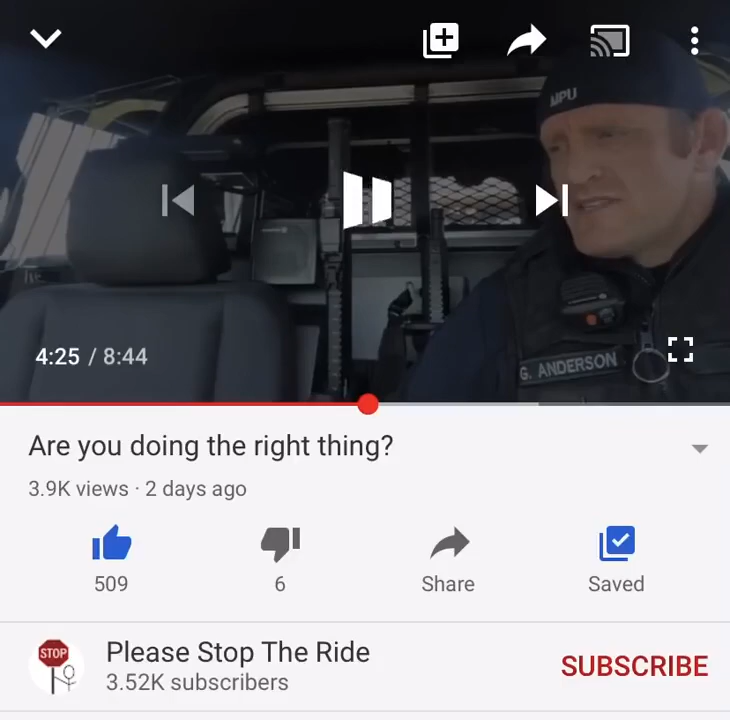 MPU
G. ANDERSON
4:25 / 8:44
Are you doing the right thing?
3.9K views · 2 days ago
509
6
Share
Saved
STOP
Please Stop The Ride
3.52K subscribers
SUBSCRIBE